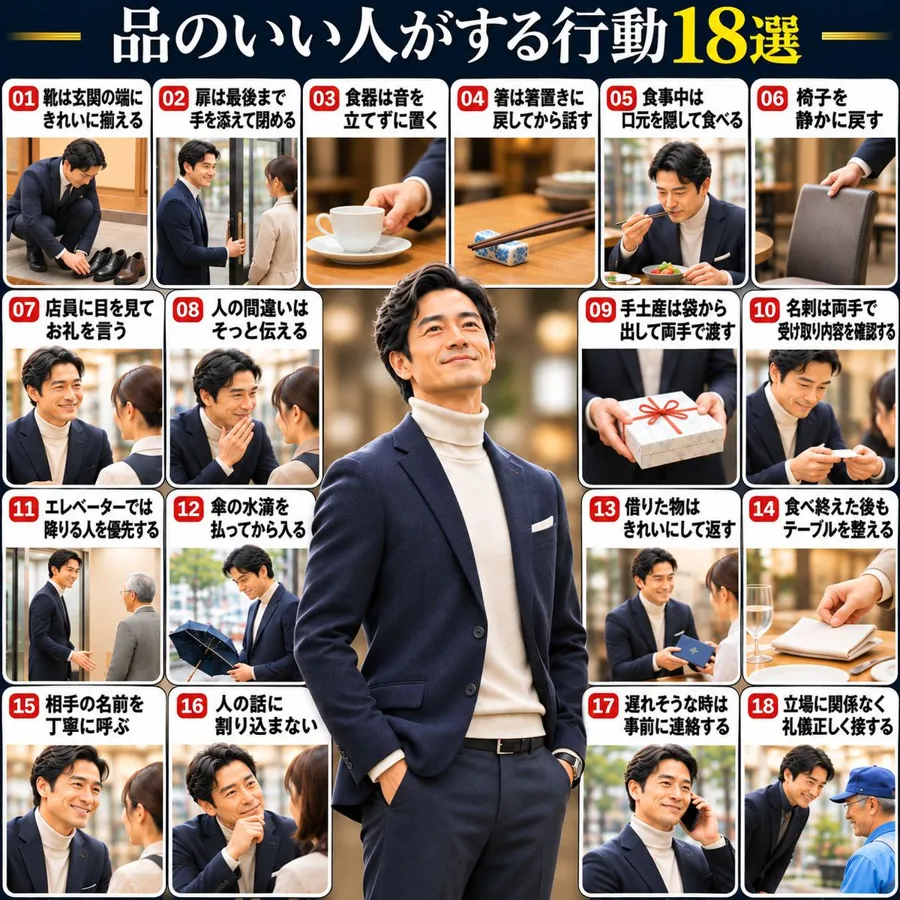 品のいい人がする行動18選
01 靴は玄関の端に
きれいに揃える
02 扉は最後まで
手を添えて閉める
03 食器は音を
立てずに置く
04 箸は箸置きに
戻してから話す
05 食事中は
口元を隠して食べる
06 椅子を
静かに戻す
07 店員に目を見て
お礼を言う
08 人の間違いは
そっと伝える
09 手土産は袋から
出して両手で渡す
10 名刺は両手で
受け取り内容を確認する
11 エレベーターでは
降りる人を優先する
12 傘の水滴を
払ってから入る
13 借りた物は
きれいにして返す
14 食べ終えた後も
テーブルを整える
15 相手の名前を
丁寧に呼ぶ
16 人の話に
割り込まない
17 遅れそうな時は
事前に連絡する
18 立場に関係なく
礼儀正しく接する